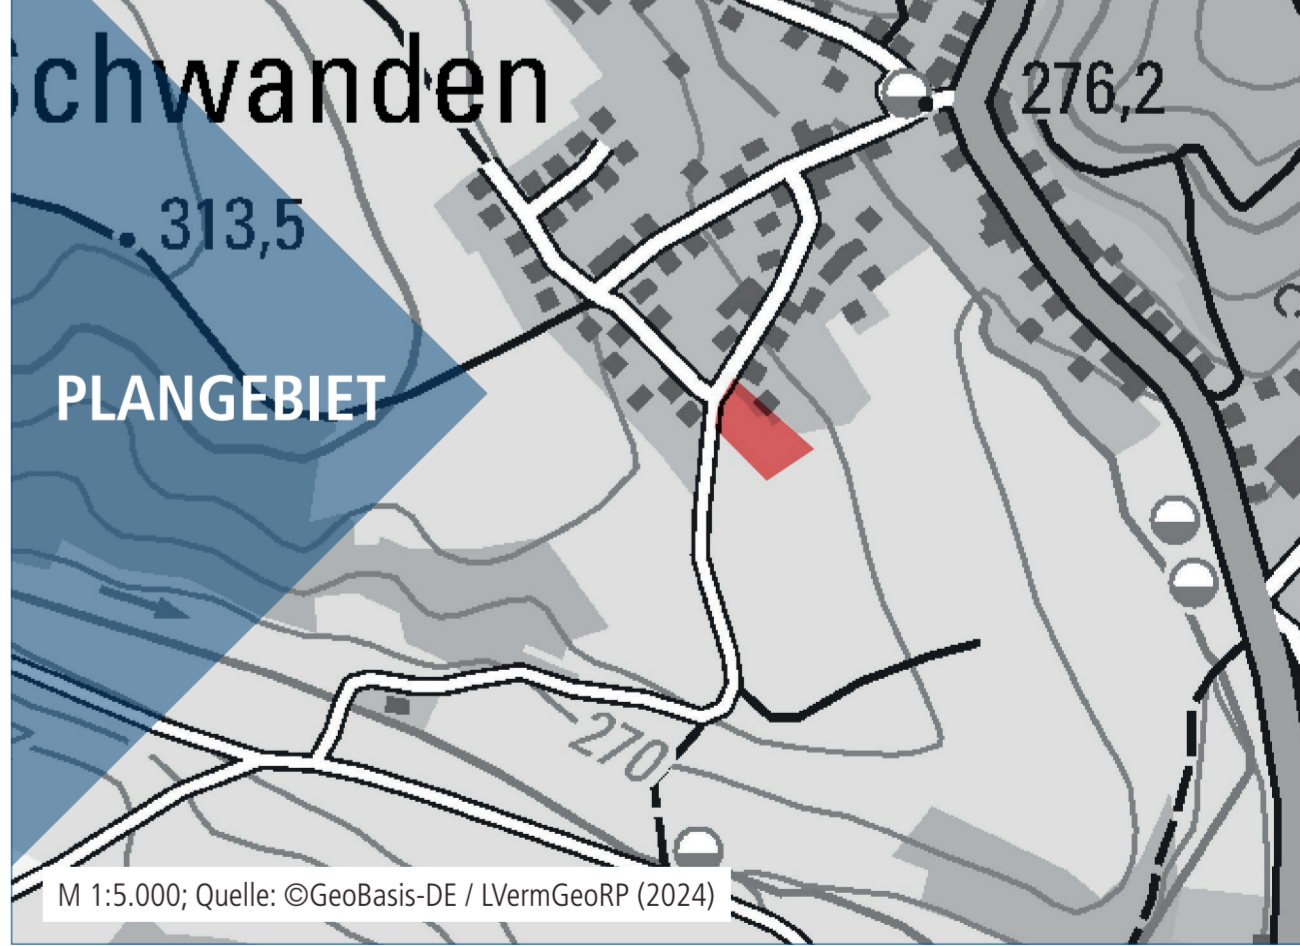 Schwanden
276,2
313,5
PLANGEBIET
270
M 1:5.000; Quelle: ©GeoBasis-DE / LVermGeoRP (2024)